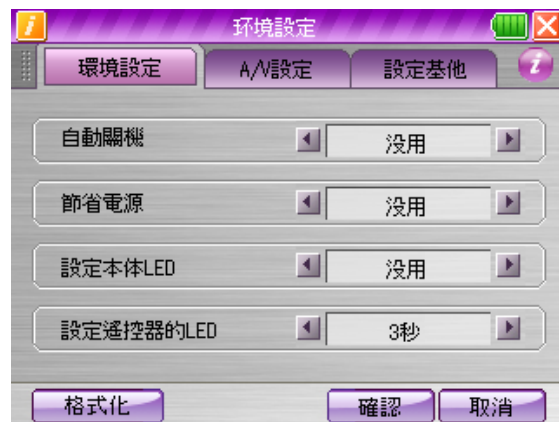 环境設定
環境設定 A/V設定 設定基他
自動關機 没用
節省電源 没用
設定本体LED 没用
設定遙控器的LED 3秒
格式化 確認 取消